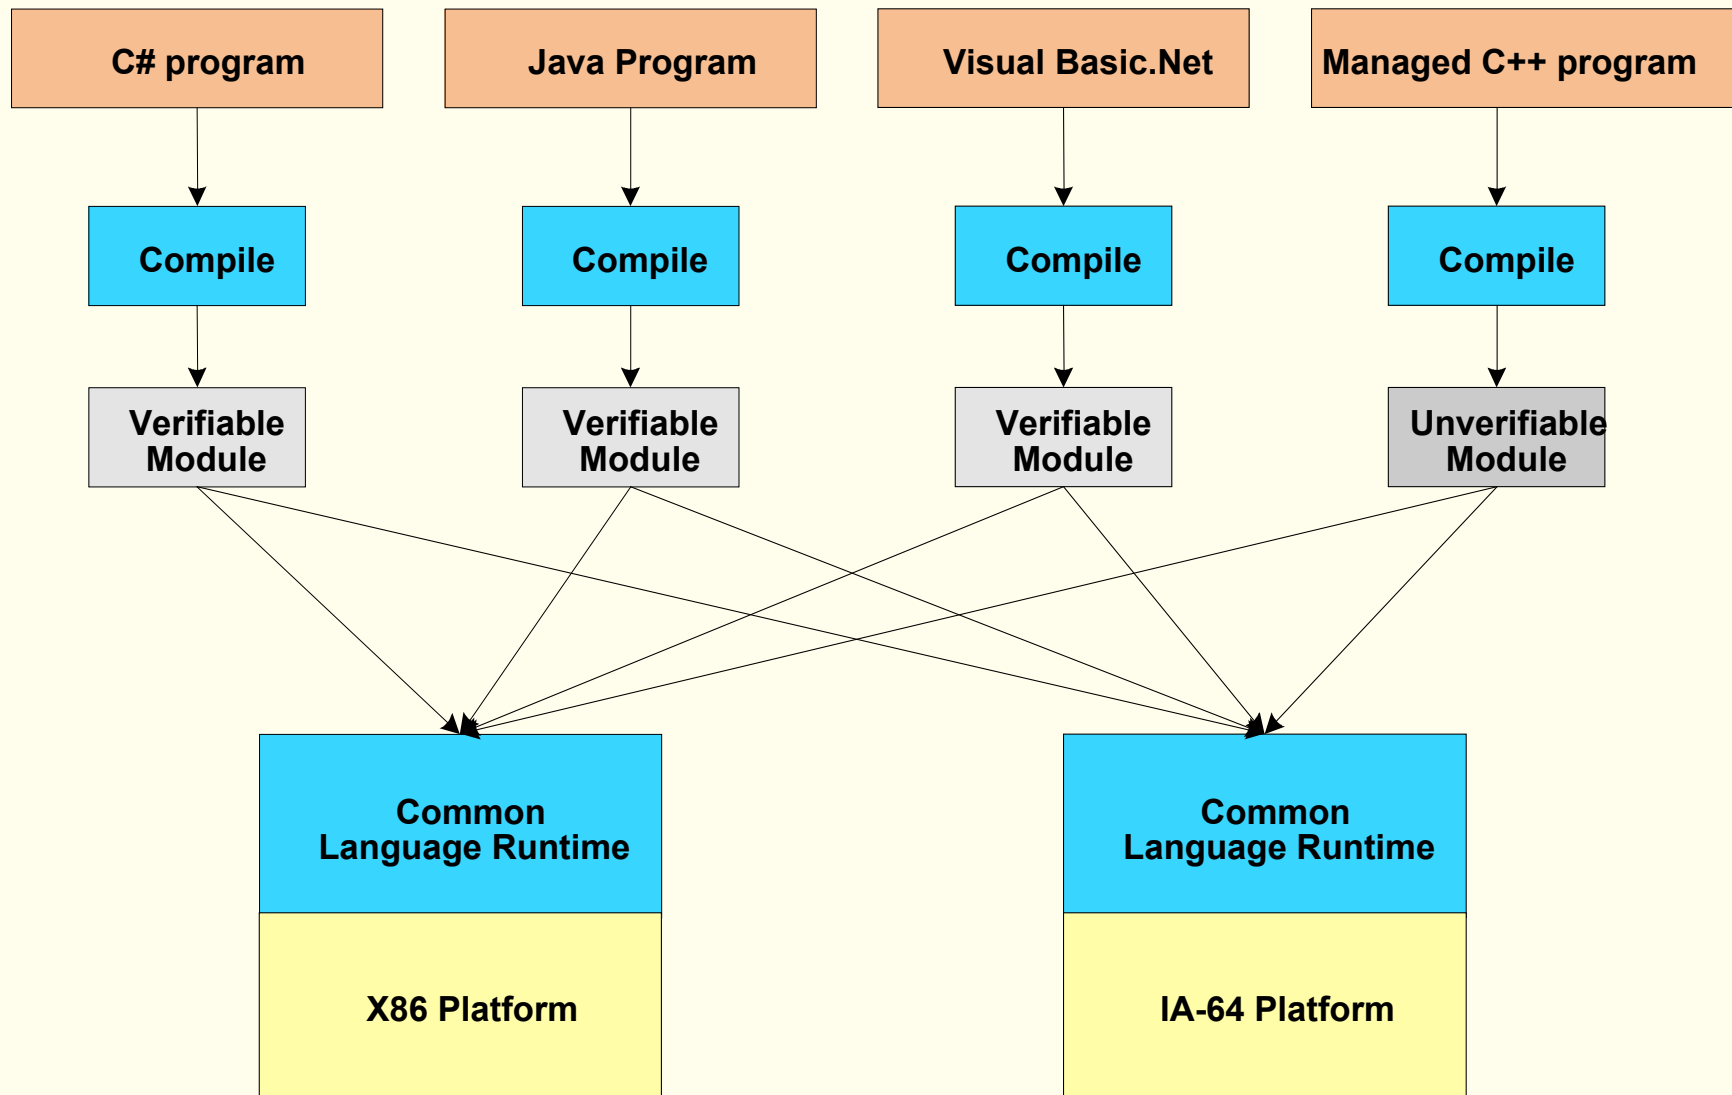 C# program
Java Program
Visual Basic.Net
Managed C++ program
Compile
Compile
Compile
Compile
Verifiable
Module
Verifiable
Module
Verifiable
Module
Unverifiable
Module
Common
Language Runtime
Common
Language Runtime
X86 Platform
IA-64 Platform